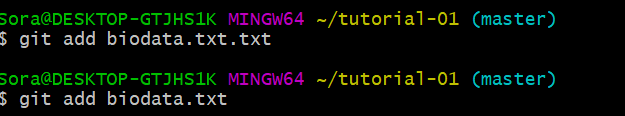 Sora@DESKTOP-GTJHS1K MINGW64 ~/tutorial-01 (master)
$ git add biodata.txt.txt
Sora@DESKTOP-GTJHS1K MINGW64 ~/tutorial-01 (master)
$ git add biodata.txt